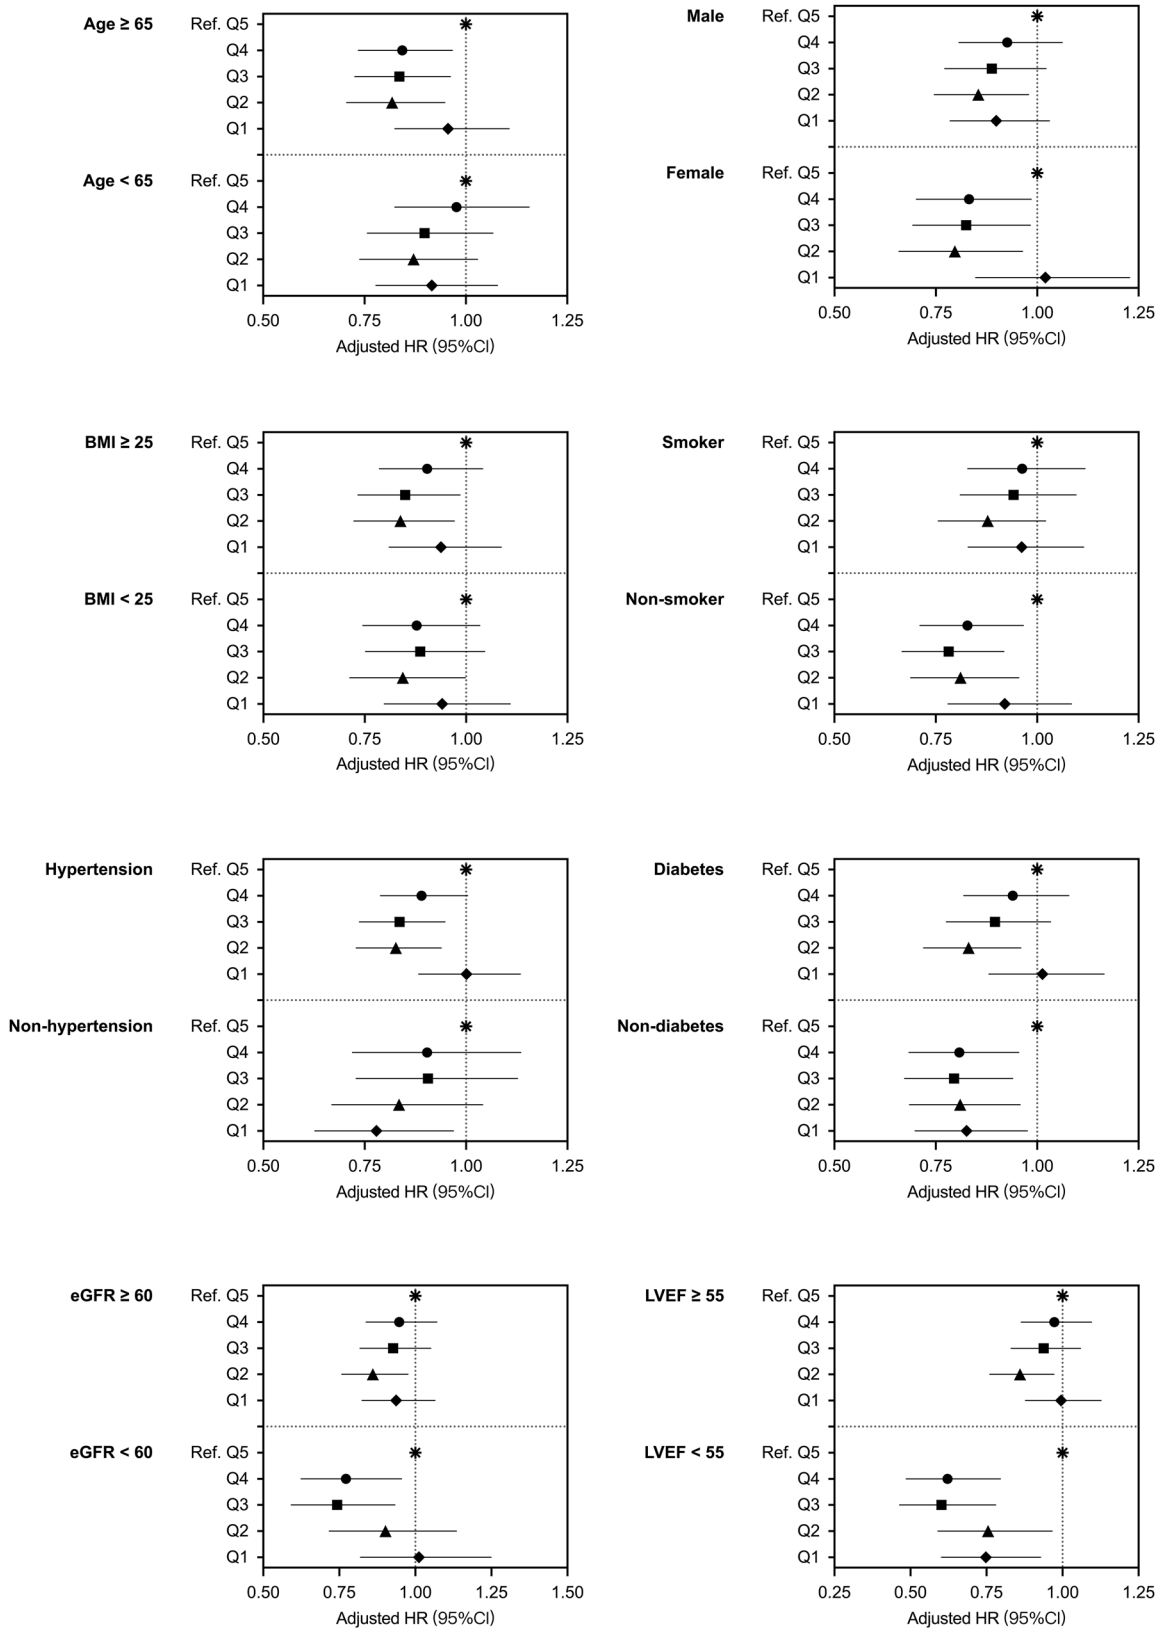 Age ≥ 65 Ref. Q5
Q4
Q3
Q2
Q1
Age < 65 Ref. Q5
Q4
Q3
Q2
Q1
0.50 0.75 1.00 1.25
Adjusted HR (95%CI)
Male Ref. Q5
Q4
Q3
Q2
Q1
Female Ref. Q5
Q4
Q3
Q2
Q1
0.50 0.75 1.00 1.25
Adjusted HR (95%CI)
BMI ≥ 25 Ref. Q5
Q4
Q3
Q2
Q1
BMI < 25 Ref. Q5
Q4
Q3
Q2
Q1
0.50 0.75 1.00 1.25
Adjusted HR (95%CI)
Smoker Ref. Q5
Q4
Q3
Q2
Q1
Non-smoker Ref. Q5
Q4
Q3
Q2
Q1
0.50 0.75 1.00 1.25
Adjusted HR (95%CI)
Hypertension Ref. Q5
Q4
Q3
Q2
Q1
Non-hypertension Ref. Q5
Q4
Q3
Q2
Q1
0.50 0.75 1.00 1.25
Adjusted HR (95%CI)
Diabetes Ref. Q5
Q4
Q3
Q2
Q1
Non-diabetes Ref. Q5
Q4
Q3
Q2
Q1
0.50 0.75 1.00 1.25
Adjusted HR (95%CI)
eGFR ≥ 60 Ref. Q5
Q4
Q3
Q2
Q1
eGFR < 60 Ref. Q5
Q4
Q3
Q2
Q1
0.50 0.75 1.00 1.25 1.50
Adjusted HR (95%CI)
LVEF ≥ 55 Ref. Q5
Q4
Q3
Q2
Q1
LVEF < 55 Ref. Q5
Q4
Q3
Q2
Q1
0.25 0.50 0.75 1.00 1.25
Adjusted HR (95%CI)